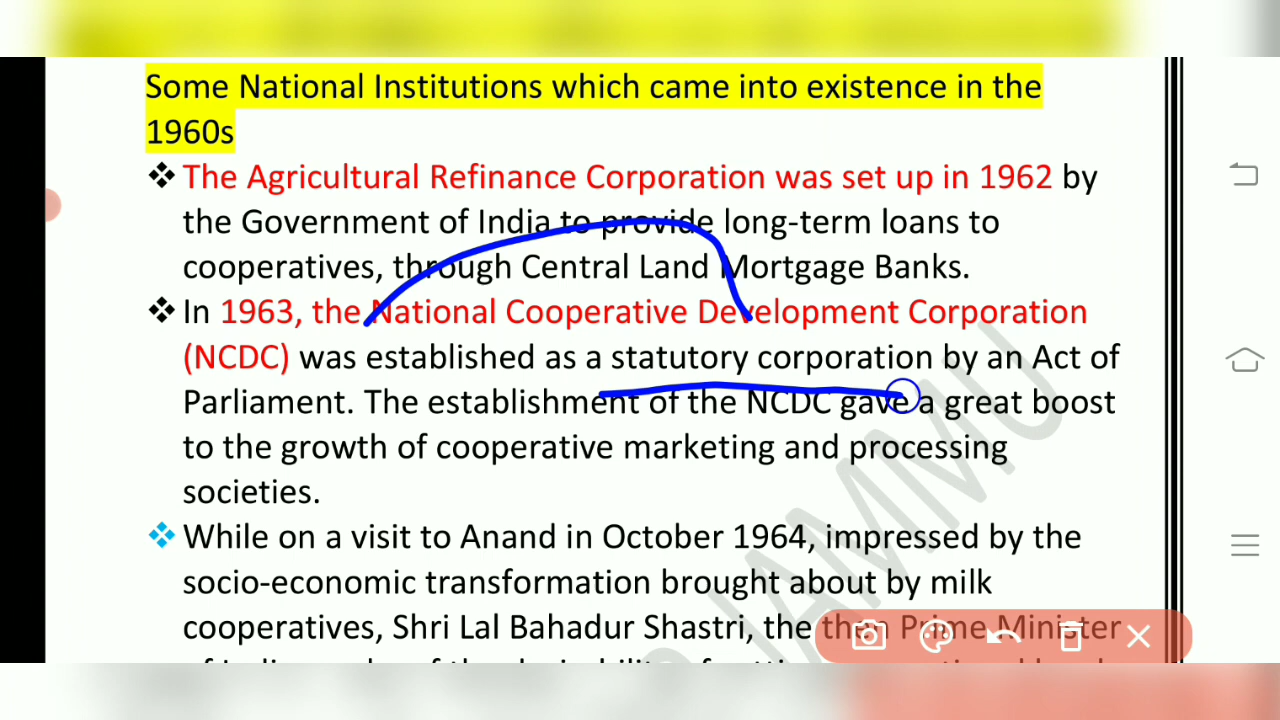 Some National Institutions which came into existence in the
1960s
❖ The Agricultural Refinance Corporation was set up in 1962 by
the Government of India to provide long-term loans to
cooperatives, through Central Land Mortgage Banks.
❖ In 1963, the National Cooperative Development Corporation
(NCDC) was established as a statutory corporation by an Act of
Parliament. The establishment of the NCDC gave a great boost
to the growth of cooperative marketing and processing
societies.
❖ While on a visit to Anand in October 1964, impressed by the
socio-economic transformation brought about by milk
cooperatives, Shri Lal Bahadur Shastri, the then Prime Minister
JAMMU